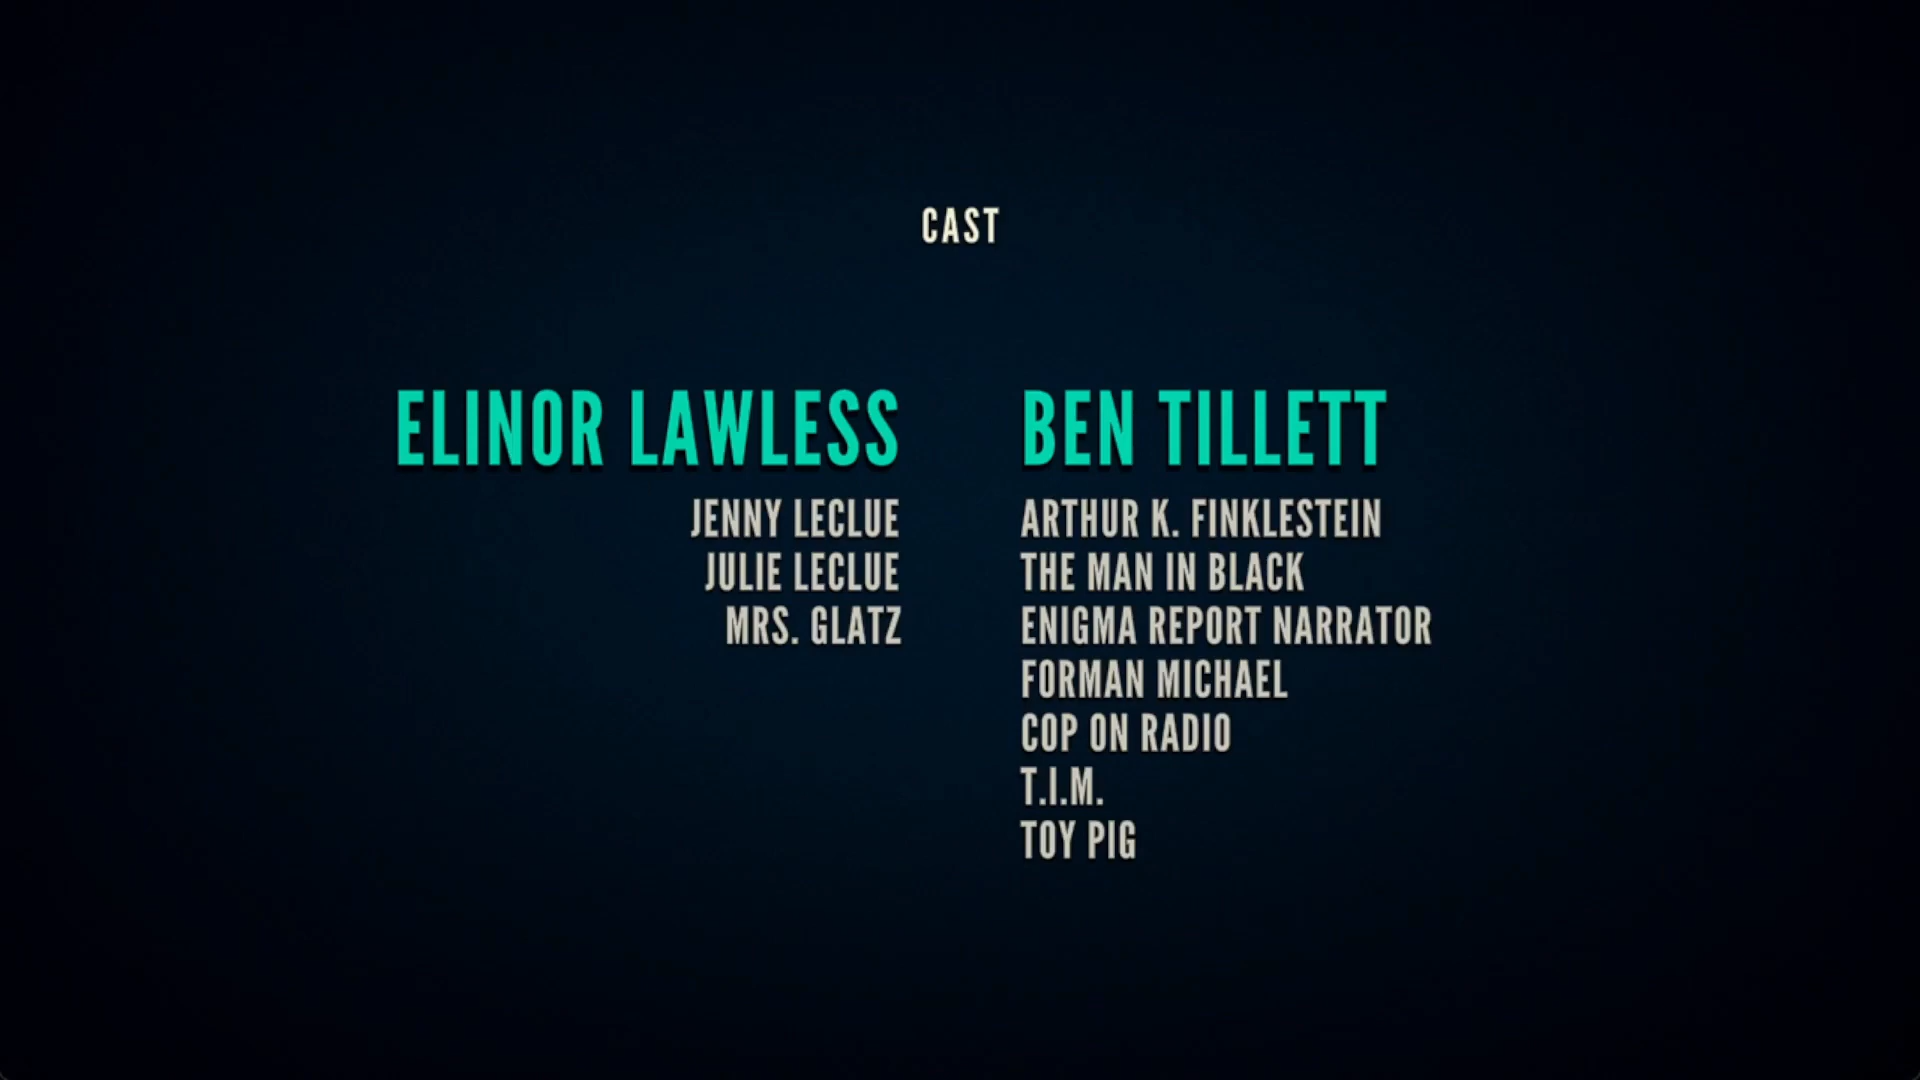 CAST
ELINOR LAWLESS
JENNY LECLUE
JULIE LECLUE
MRS. GLATZ
BEN TILLETT
ARTHUR K. FINKLESTEIN
THE MAN IN BLACK
ENIGMA REPORT NARRATOR
FORMAN MICHAEL
COP ON RADIO
T.I.M.
TOY PIG